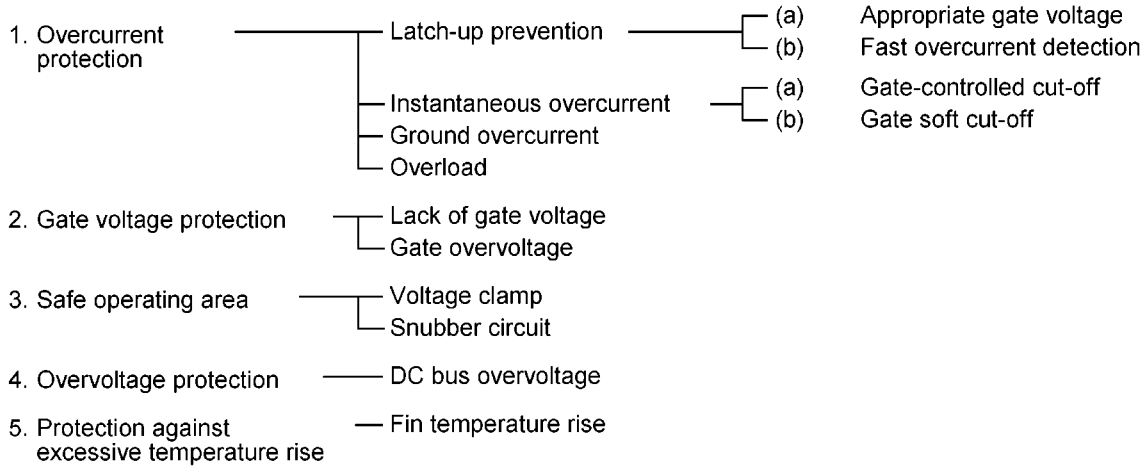 1. Overcurrent protection
Latch-up prevention
(a) Appropriate gate voltage
(b) Fast overcurrent detection
Instantaneous overcurrent
(a) Gate-controlled cut-off
(b) Gate soft cut-off
Ground overcurrent
Overload
2. Gate voltage protection
Lack of gate voltage
Gate overvoltage
3. Safe operating area
Voltage clamp
Snubber circuit
4. Overvoltage protection
DC bus overvoltage
5. Protection against
excessive temperature rise
Fin temperature rise